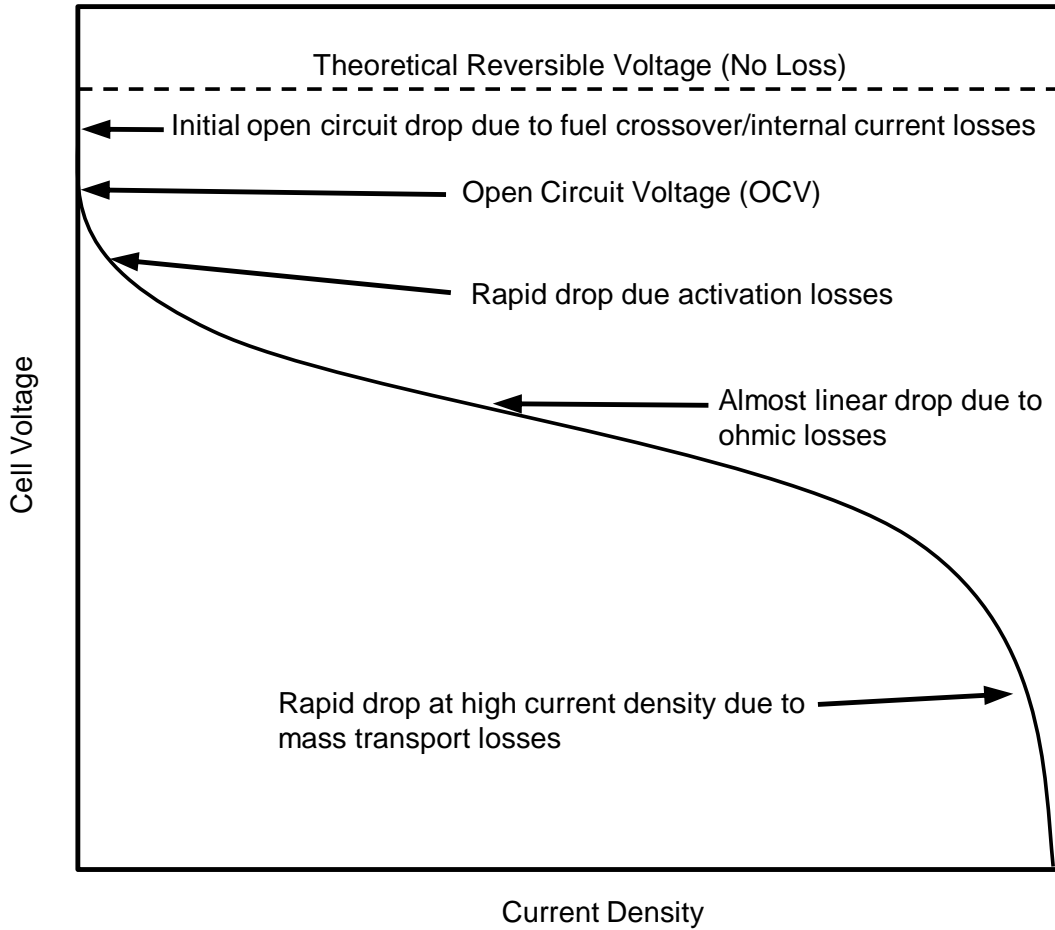 Theoretical Reversible Voltage (No Loss)
Initial open circuit drop due to fuel crossover/internal current losses
Open Circuit Voltage (OCV)
Rapid drop due activation losses
Almost linear drop due to
ohmic losses
Cell Voltage
Rapid drop at high current density due to
mass transport losses
Current Density